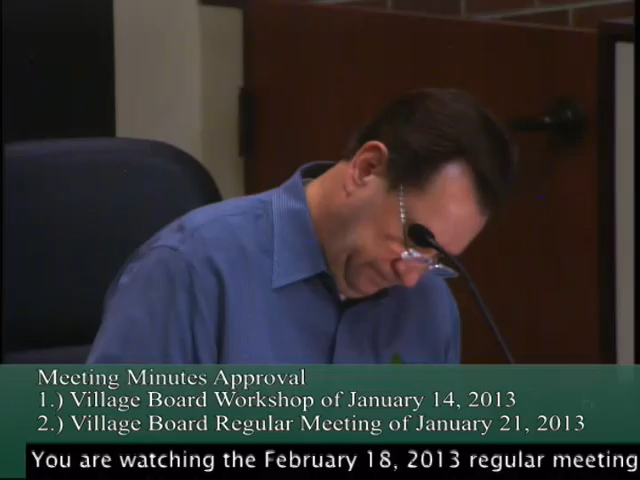 Meeting Minutes Approval
1.) Village Board Workshop of January 14, 2013
2.) Village Board Regular Meeting of January 21, 2013
You are watching the February 18, 2013 regular meeting